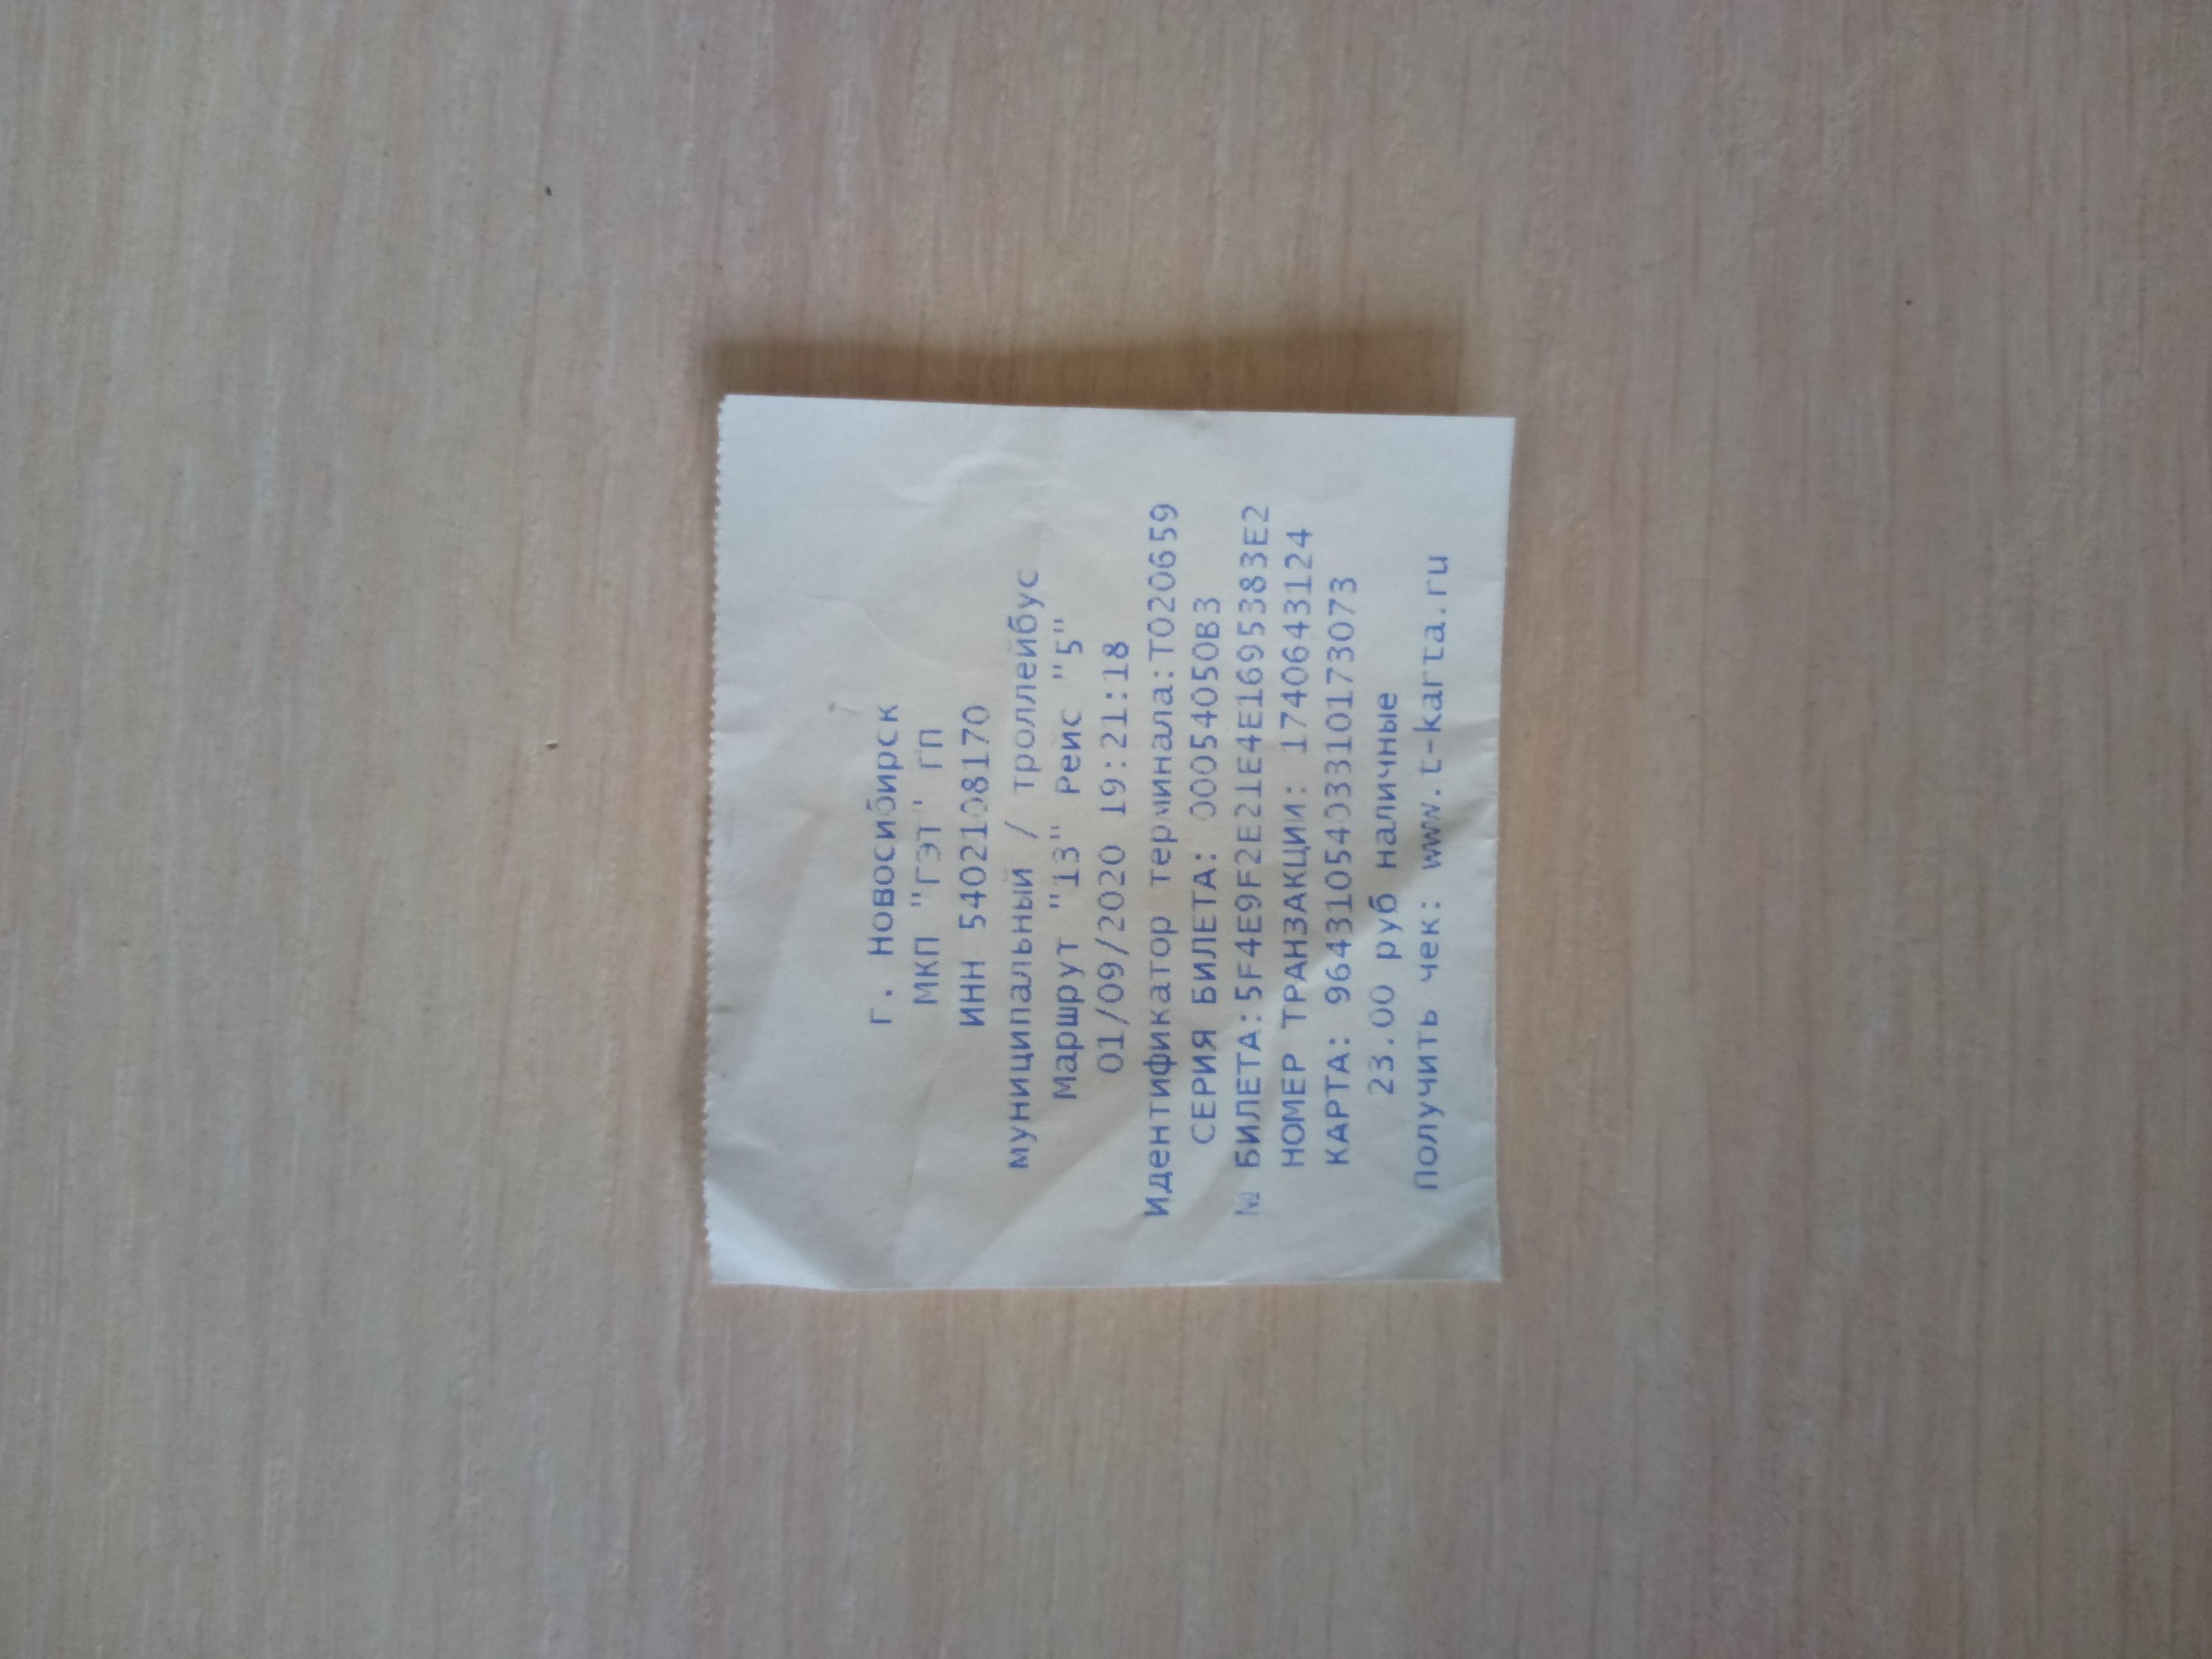 г. Новосибирск
МКП "ГЭТ" ГП
ИНН 5402108170
муниципальный / троллейбус
Маршрут "13" Рейс "5"
01/09/2020 19:21:18
Идентификатор терминала:T020659
СЕРИЯ БИЛЕТА: 00054050B3
№ БИЛЕТА:5F4E9F2E21E4E1695383E2
НОМЕР ТРАНЗАКЦИИ: 1740643124
КАРТА: 9643105403310173073
23.00 руб наличные
Получить чек: www.t-karta.ru